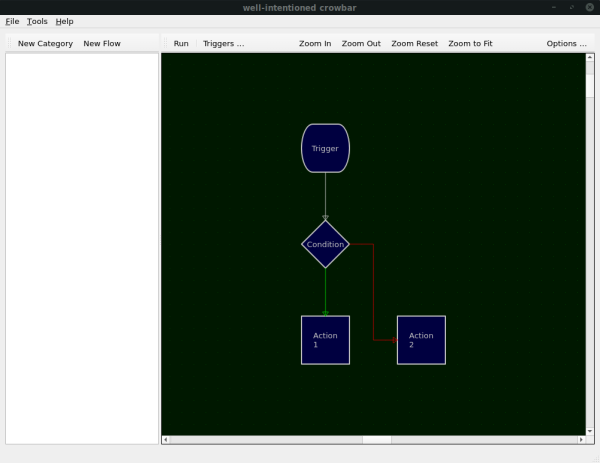 well-intentioned crowbar
File Tools Help
New Category New Flow Run Triggers ... Zoom In Zoom Out Zoom Reset Zoom to Fit Options ...
Trigger
Condition
Action
1
Action
2